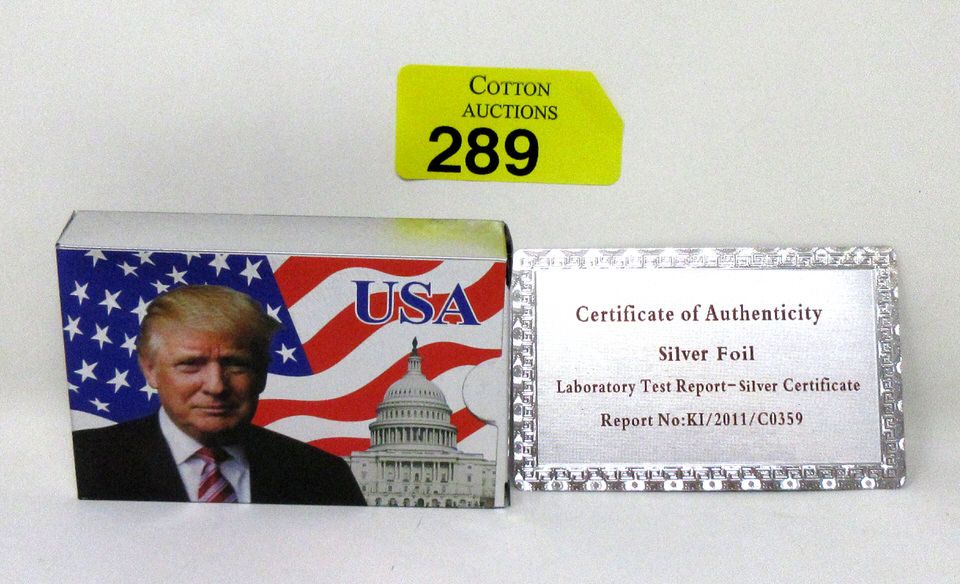 COTTON
AUCTIONS
289
USA
Certificate of Authenticity
Silver Foil
Laboratory Test Report-Silver Certificate
Report No:KI/2011/C0359